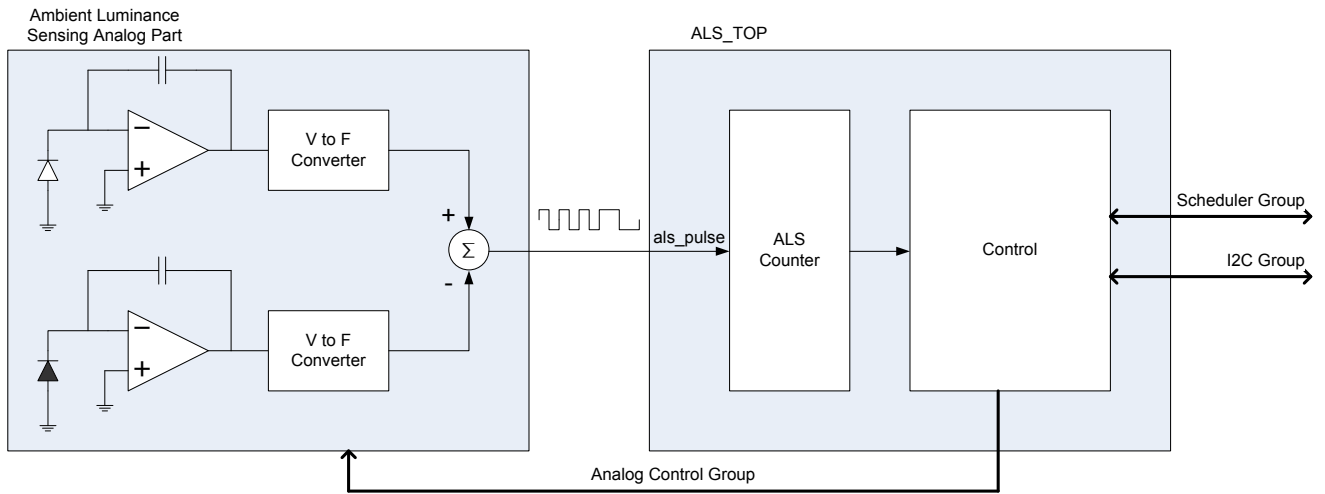 Ambient Luminance
Sensing Analog Part
ALS_TOP
V to F
Converter
+
Σ
-
V to F
Converter
als_pulse
ALS
Counter
Control
Scheduler Group
I2C Group
Analog Control Group